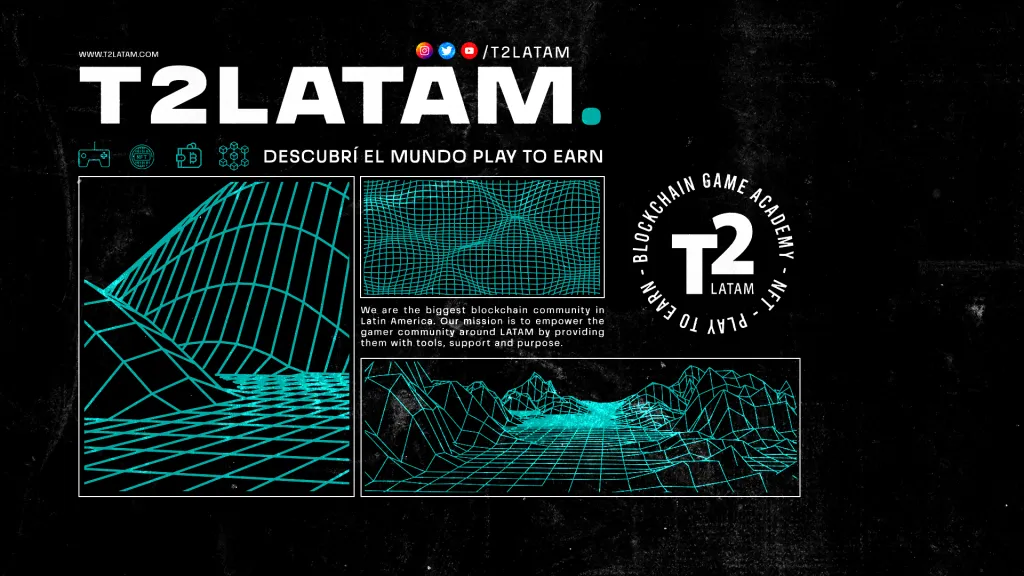 WWW.T2LATAM.COM
/T2LATAM
T2LATAM.
NFT
B
DESCUBRÍ EL MUNDO PLAY TO EARN
We are the biggest blockchain community in
Latin America. Our mission is to empower the
gamer community around LATAM by providing
them with tools, support and purpose.
BLOCKCHAIN GAME ACADEMY - NFT - PLAY TO EARN -
T2
LATAM